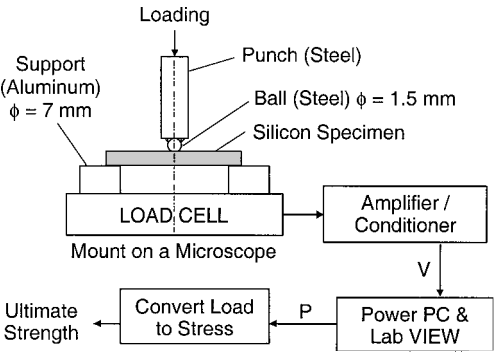 Loading
Punch (Steel)
Support
(Aluminum)
ϕ = 7 mm
Ball (Steel) ϕ = 1.5 mm
Silicon Specimen
LOAD CELL
Mount on a Microscope
Amplifier /
Conditioner
V
Power PC &
Lab VIEW
P
Convert Load
to Stress
Ultimate
Strength